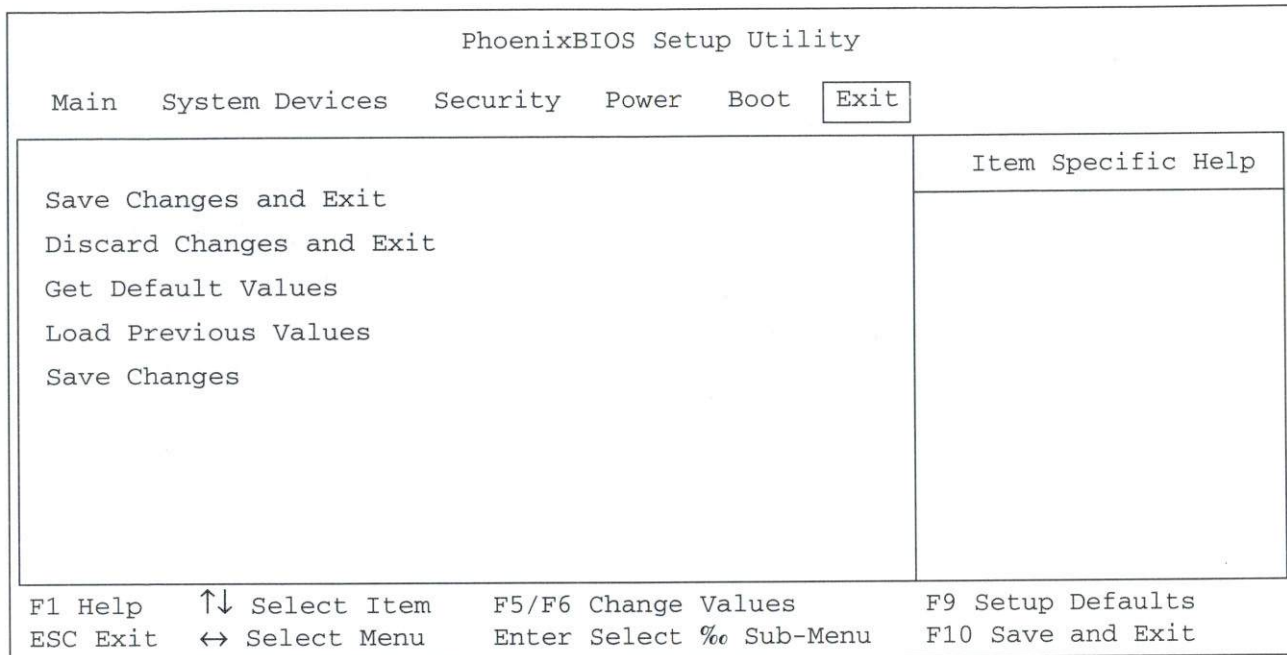 PhoenixBIOS Setup Utility
Main System Devices Security Power Boot Exit
Item Specific Help
Save Changes and Exit
Discard Changes and Exit
Get Default Values
Load Previous Values
Save Changes
F1 Help ↑↓ Select Item F5/F6 Change Values F9 Setup Defaults
ESC Exit ↔ Select Menu Enter Select ‰ Sub-Menu F10 Save and Exit